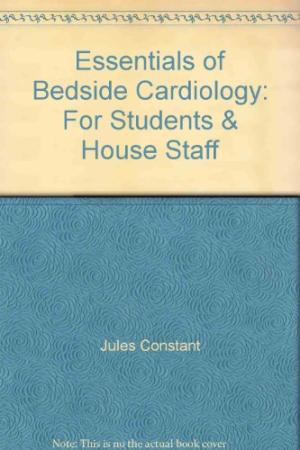 Essentials of
Bedside Cardiology:
For Students &
House Staff
Jules Constant
Note: This is no the actual book cover